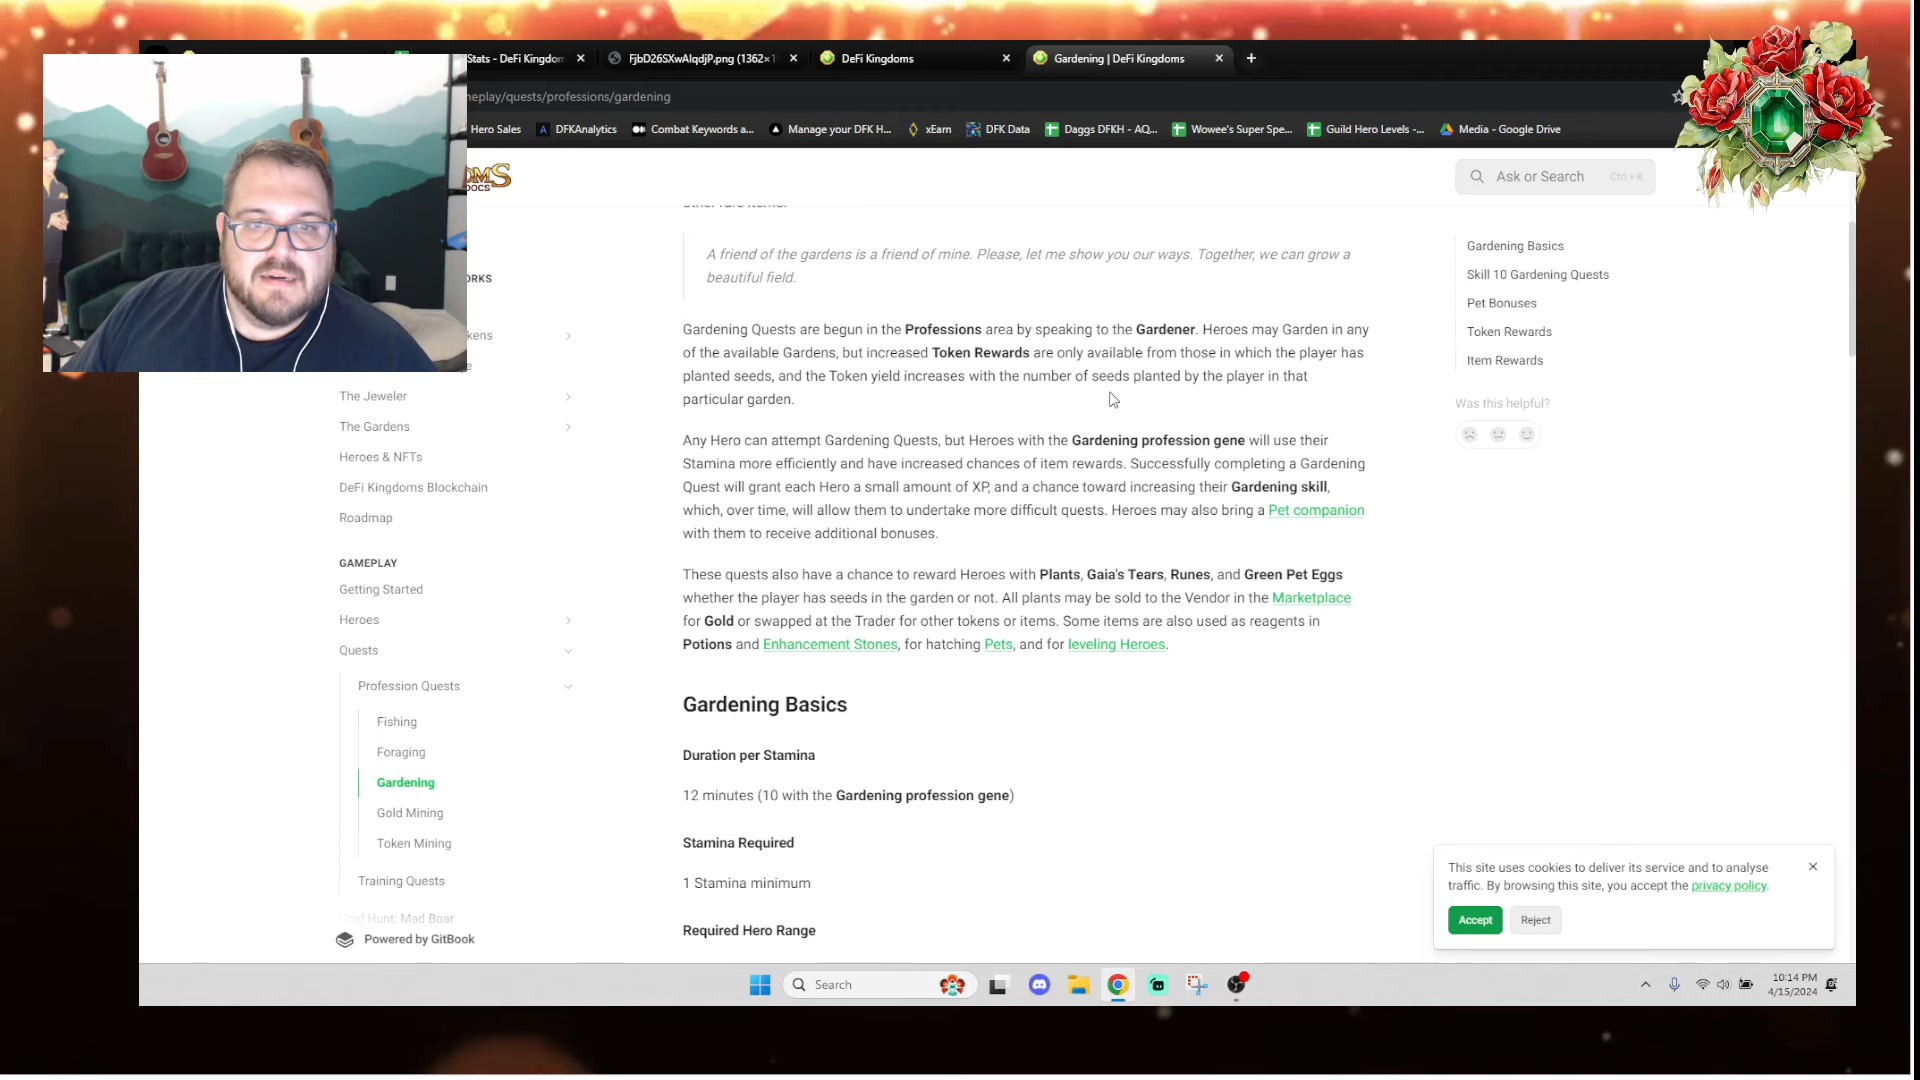 Stats - DeFi Kingdom
FjbD26SXwAIqdjP.png (1362×1
DeFi Kingdoms
Gardening | DeFi Kingdoms
eplay/quests/professions/gardening
Hero Sales
DFKAnalytics
Combat Keywords a...
Manage your DFK H...
xEarn
DFK Data
Daggs DFKH - AQ...
Wowee's Super Spe...
Guild Hero Levels -...
Media - Google Drive
DOCS
Ask or Search
Ctrl+K
A friend of the gardens is a friend of mine. Please, let me show you our ways. Together, we can grow a
beautiful field.
Gardening Quests are begun in the Professions area by speaking to the Gardener. Heroes may Garden in any
of the available Gardens, but increased Token Rewards are only available from those in which the player has
planted seeds, and the Token yield increases with the number of seeds planted by the player in that
particular garden.
Any Hero can attempt Gardening Quests, but Heroes with the Gardening profession gene will use their
Stamina more efficiently and have increased chances of item rewards. Successfully completing a Gardening
Quest will grant each Hero a small amount of XP, and a chance toward increasing their Gardening skill,
which, over time, will allow them to undertake more difficult quests. Heroes may also bring a Pet companion
with them to receive additional bonuses.
These quests also have a chance to reward Heroes with Plants, Gaia's Tears, Runes, and Green Pet Eggs
whether the player has seeds in the garden or not. All plants may be sold to the Vendor in the Marketplace
for Gold or swapped at the Trader for other tokens or items. Some items are also used as reagents in
Potions and Enhancement Stones, for hatching Pets, and for leveling Heroes.
Gardening Basics
Duration per Stamina
12 minutes (10 with the Gardening profession gene)
Stamina Required
1 Stamina minimum
Required Hero Range
ORKS
kens
The Jeweler
The Gardens
Heroes & NFTs
DeFi Kingdoms Blockchain
Roadmap
GAMEPLAY
Getting Started
Heroes
Quests
Profession Quests
Fishing
Foraging
Gardening
Gold Mining
Token Mining
Training Quests
Hunt: Mad Boar
Powered by GitBook
Gardening Basics
Skill 10 Gardening Quests
Pet Bonuses
Token Rewards
Item Rewards
Was this helpful?
This site uses cookies to deliver its service and to analyse
traffic. By browsing this site, you accept the privacy policy.
Accept
Reject
Search
10:14 PM
4/15/2024